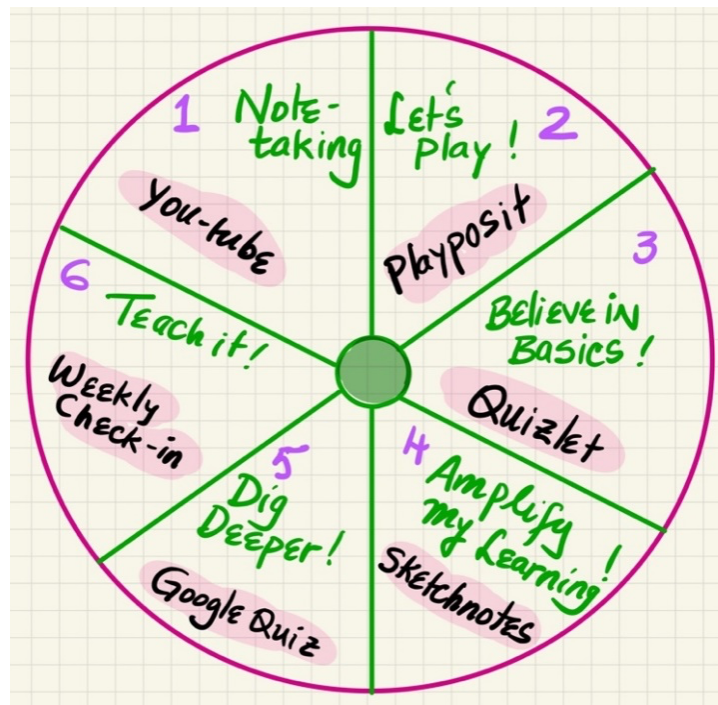 1
Note-
taking
You-tube
2
Let's
Play!
Playposit
3
Believe in
Basics!
Quizlet
4
Amplify
my Learning!
Sketchnotes
5
Dig
Deeper!
Google Quiz
6
Teach it!
Weekly
Check-in